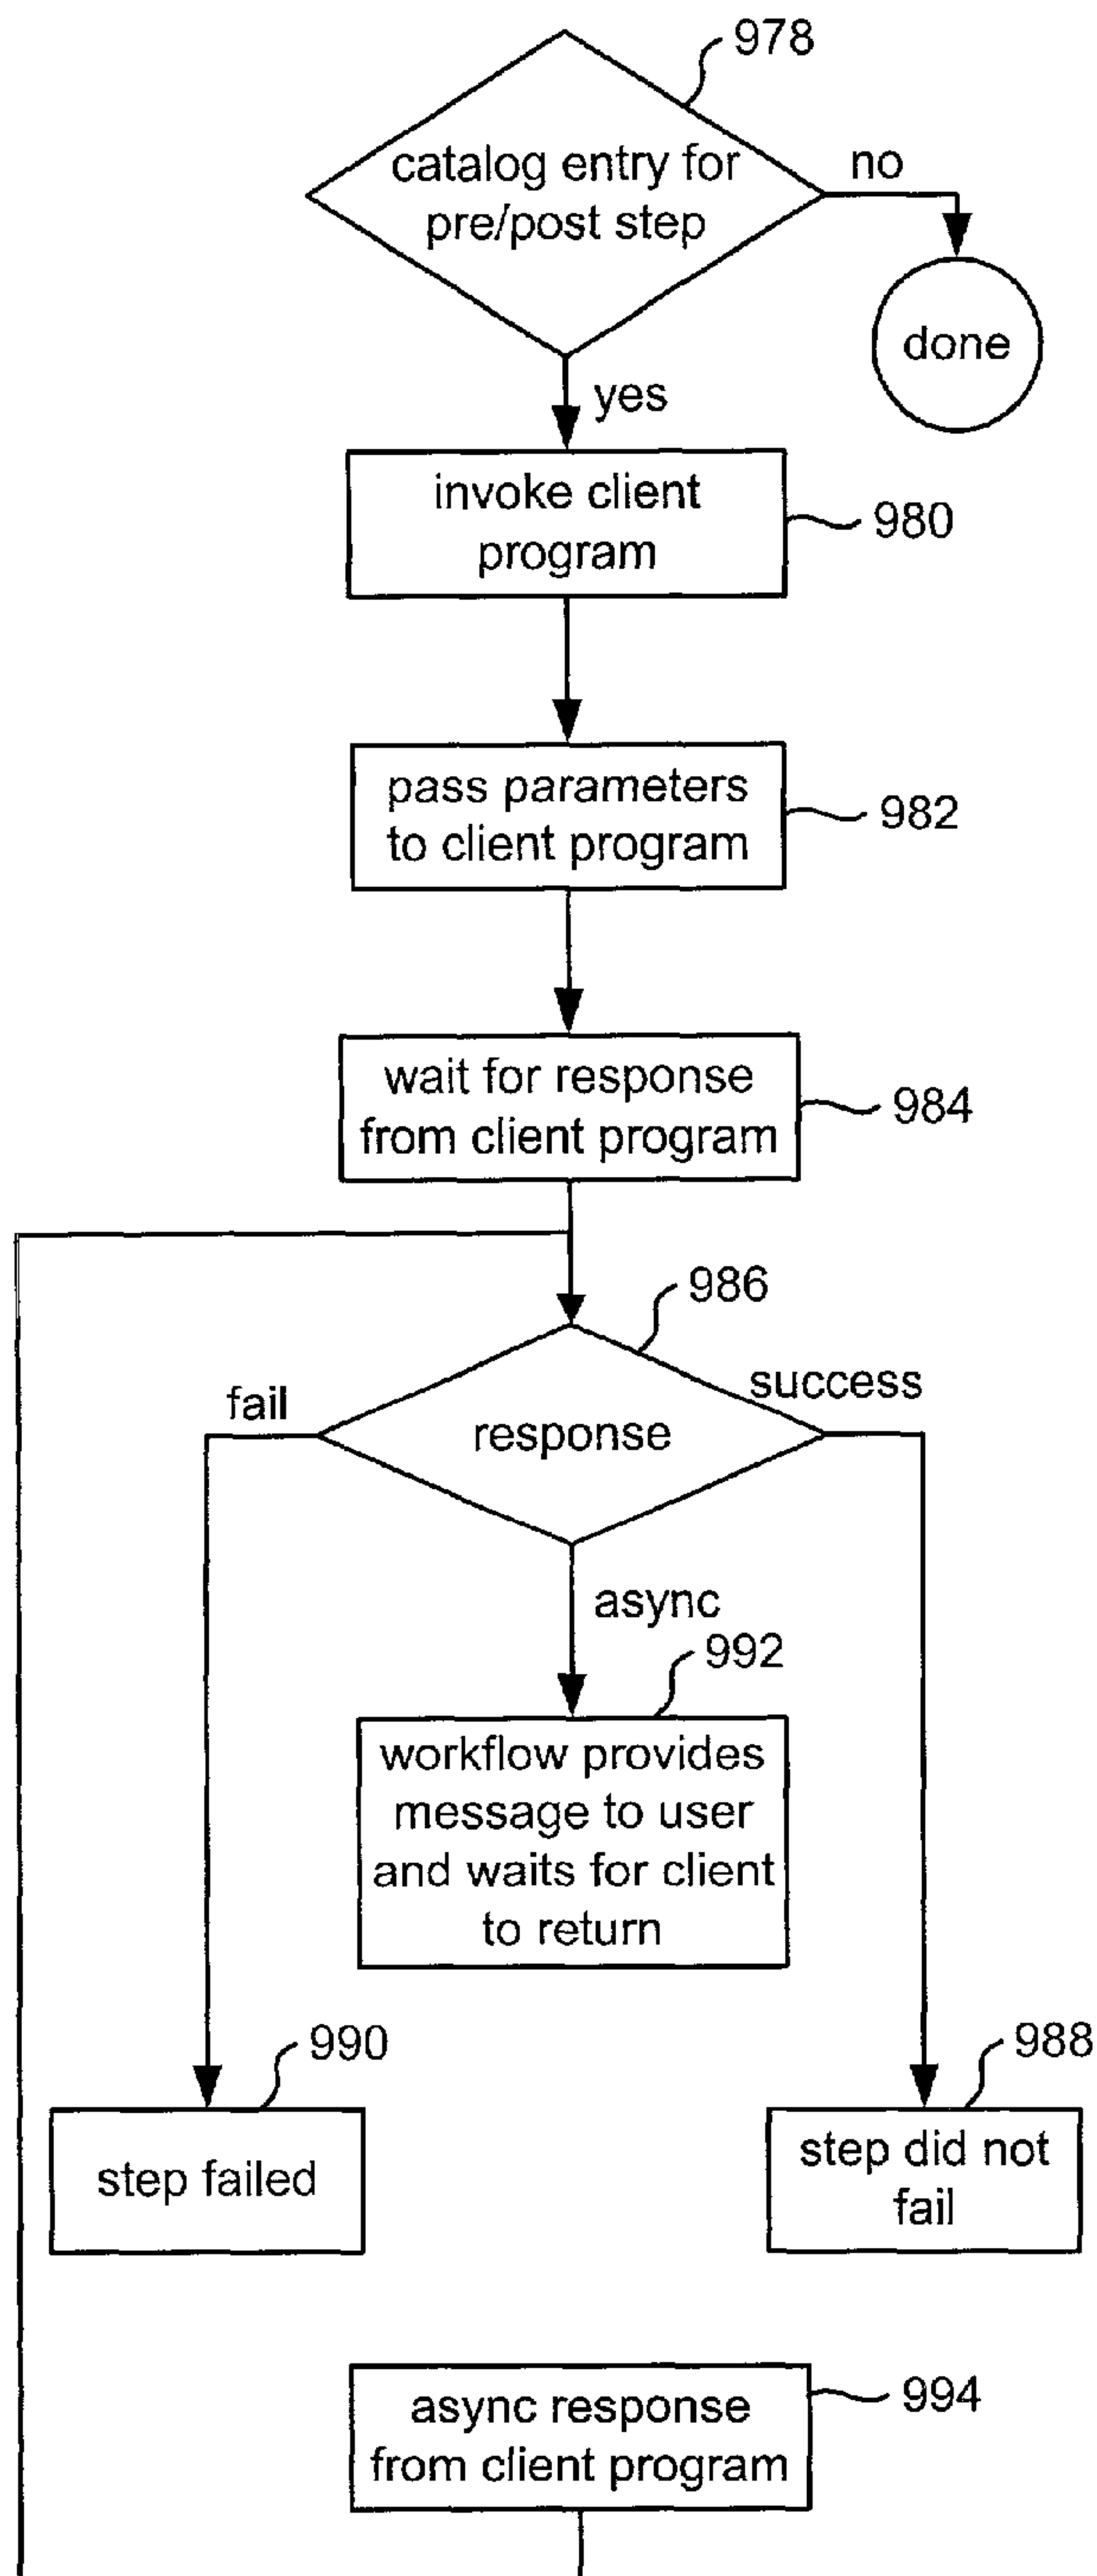 978
catalog entry for
pre/post step
no
done
yes
invoke client
program
980
pass parameters
to client program
982
wait for response
from client program
984
986
fail
success
response
async
992
workflow provides
message to user
and waits for client
to return
990
988
step failed
step did not
fail
994
async response
from client program